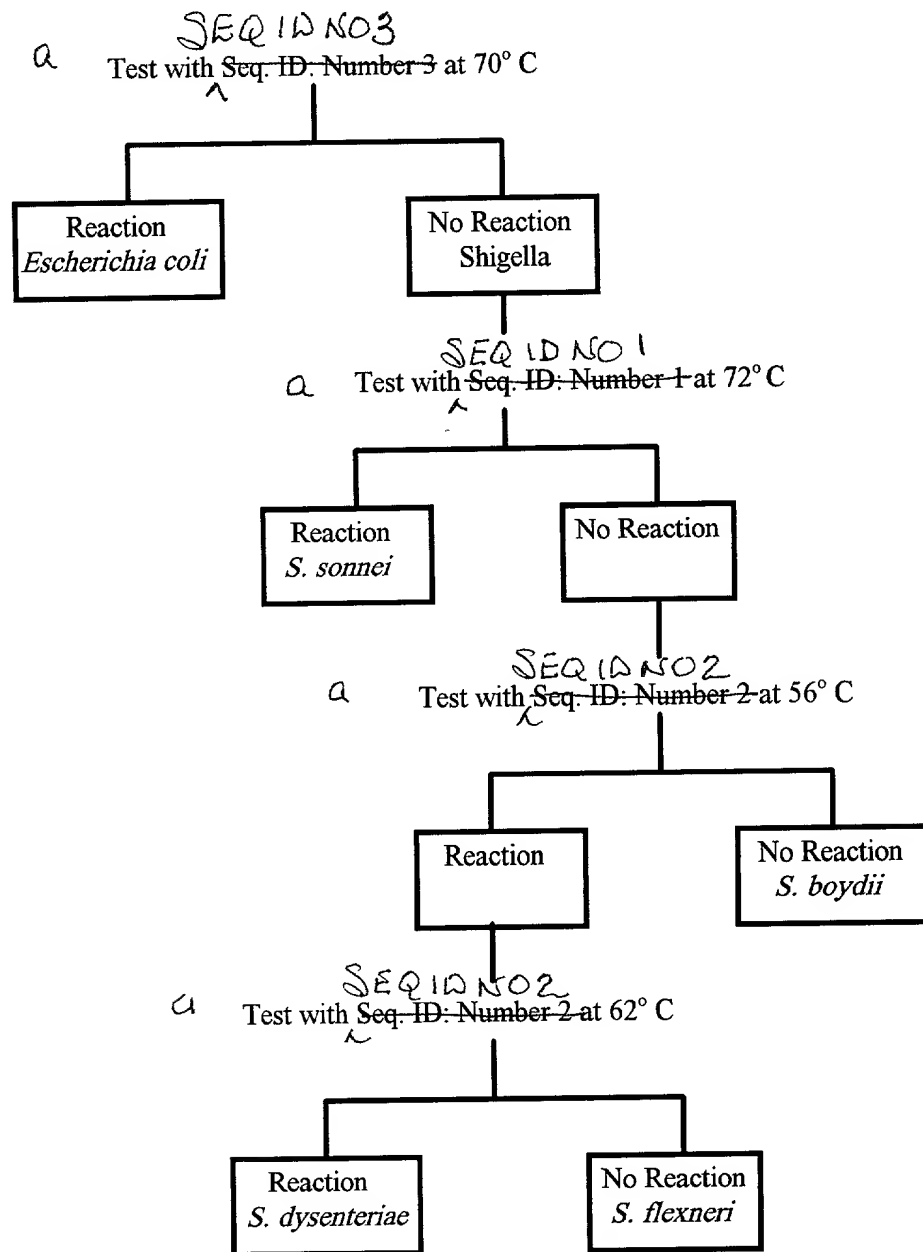 SEQ ID NO3
a Test with ^ Seq. ID: Number 3 at 70° C
Reaction
Escherichia coli
No Reaction
Shigella
SEQ ID NO1
a Test with ^ Seq. ID: Number 1 at 72° C
Reaction
S. sonnei
No Reaction
SEQ ID NO2
a Test with ^ Seq. ID: Number 2 at 56° C
Reaction
No Reaction
S. boydii
SEQ ID NO2
a Test with ^ Seq. ID: Number 2 at 62° C
Reaction
S. dysenteriae
No Reaction
S. flexneri